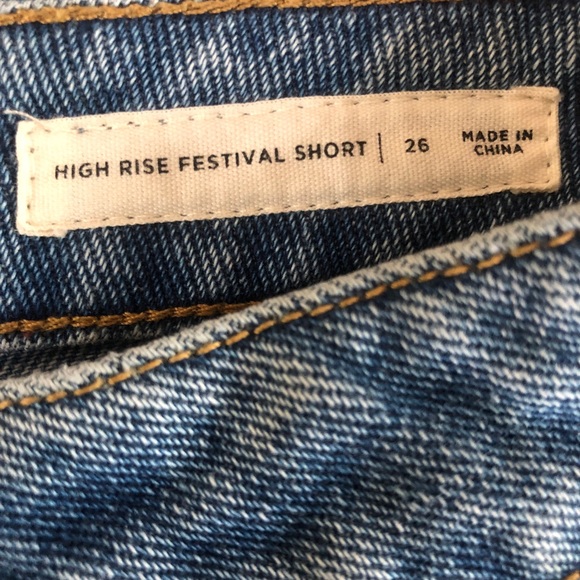 HIGH RISE FESTIVAL SHORT | 26 MADE IN
CHINA